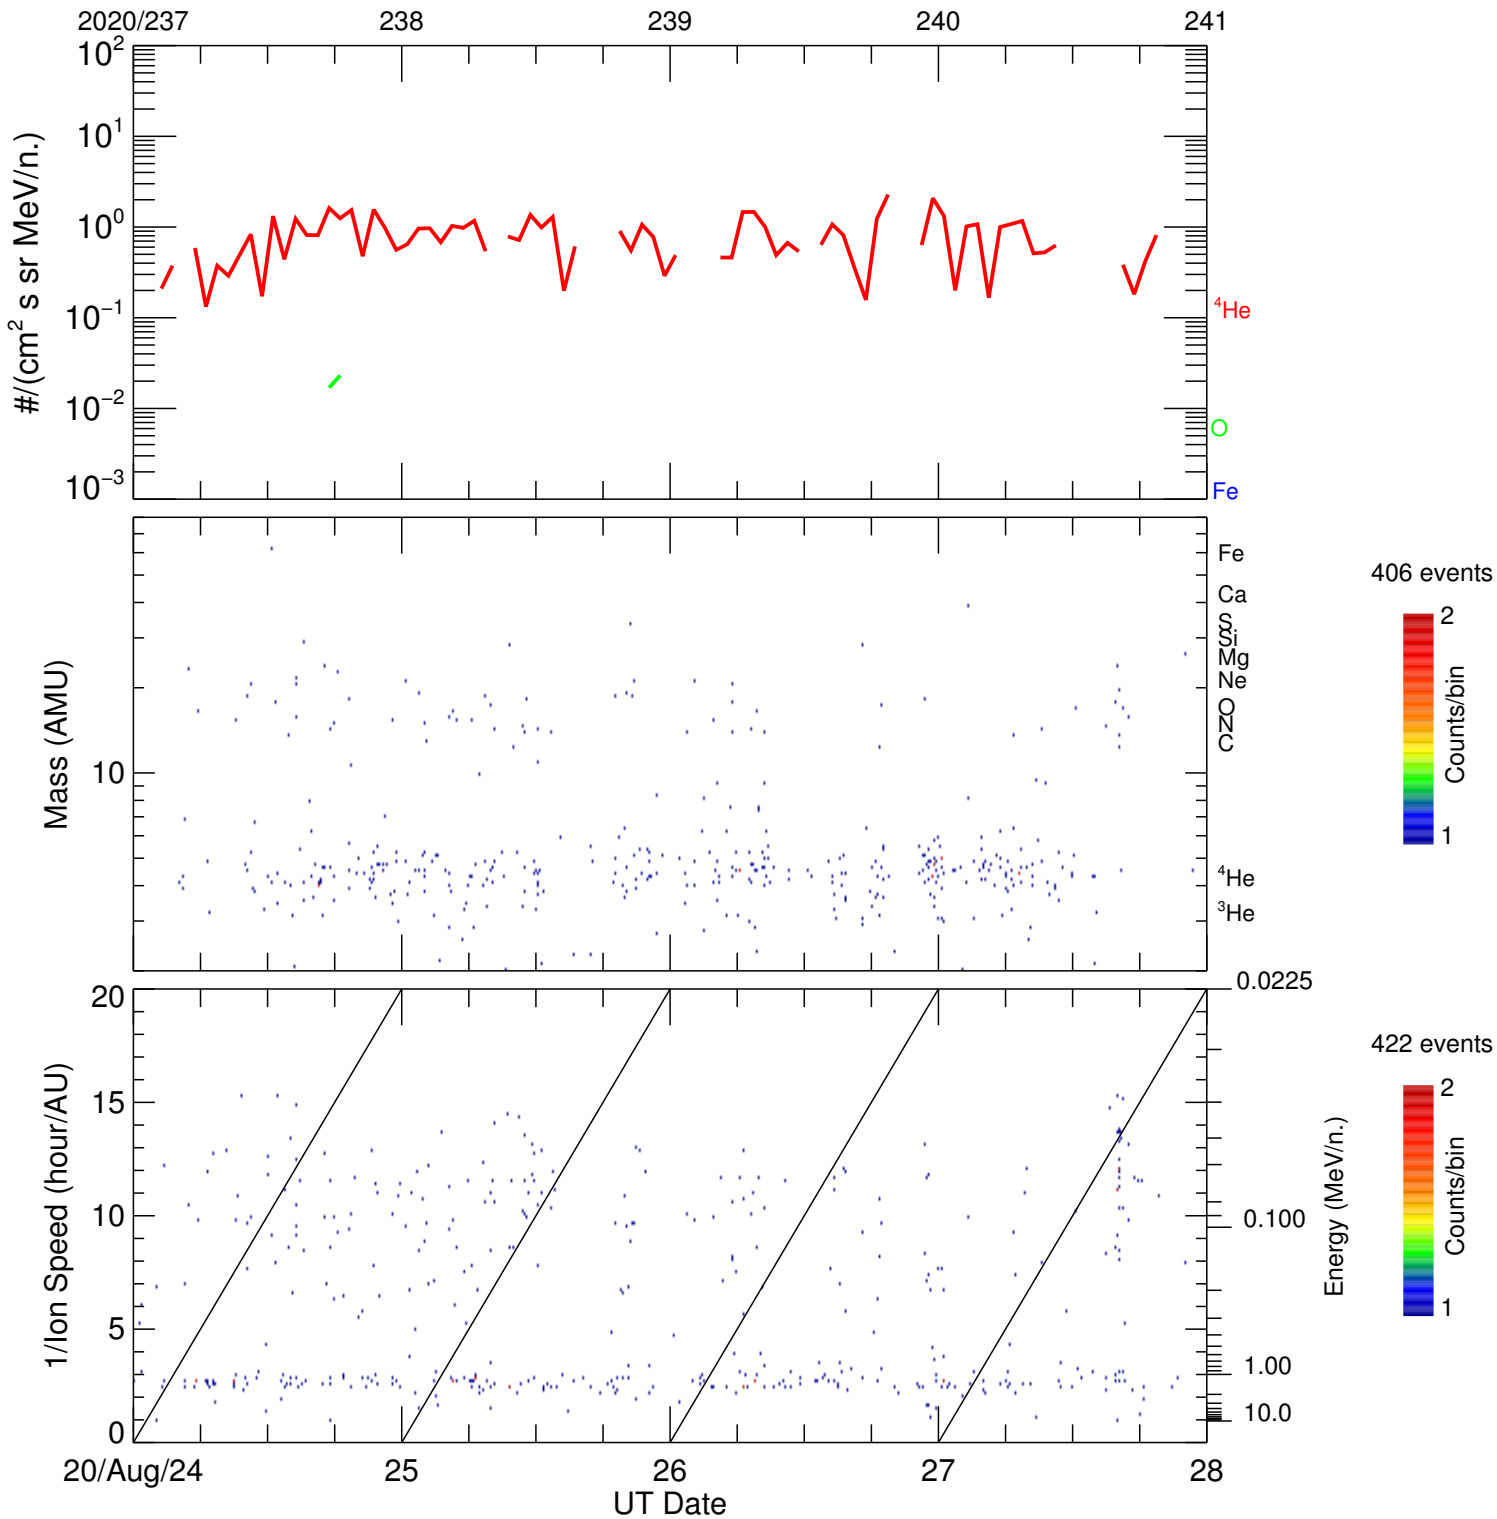 2020/237 238 239 240 241
10²
10¹
10⁰
10⁻¹
10⁻²
10⁻³
#/(cm² s sr MeV/n.)
⁴He
O
Fe
Mass (AMU)
10
Fe
Ca
S
Si
Mg
Ne
O
N
C
⁴He
³He
406 events
2
Counts/bin
1
1/Ion Speed (hour/AU)
20
15
10
5
0
0.0225
0.100
1.00
10.0
Energy (MeV/n.)
422 events
2
Counts/bin
1
20/Aug/24 25 26 27 28
UT Date